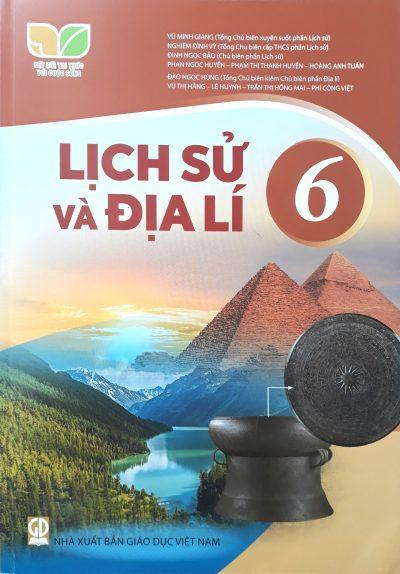 KẾT NỐI TRI THỨC
VỚI CUỘC SỐNG
VŨ MINH GIANG (Tổng Chủ biên xuyên suốt phần Lịch sử)
NGHIÊM ĐÌNH VỲ (Tổng Chủ biên cấp THCS phần Lịch sử)
ĐINH NGỌC BẢO (Chủ biên phần Lịch sử)
PHAN NGỌC HUYỀN – PHẠM THỊ THANH HUYỀN – HOÀNG ANH TUẤN
ĐÀO NGỌC HÙNG (Tổng Chủ biên kiêm Chủ biên phần Địa lí)
VŨ THỊ HẰNG – LÊ HUỲNH – TRẦN THỊ HỒNG MAI – PHÍ CÔNG VIỆT
LỊCH SỬ
VÀ ĐỊA LÍ
6
GD
NHÀ XUẤT BẢN GIÁO DỤC VIỆT NAM